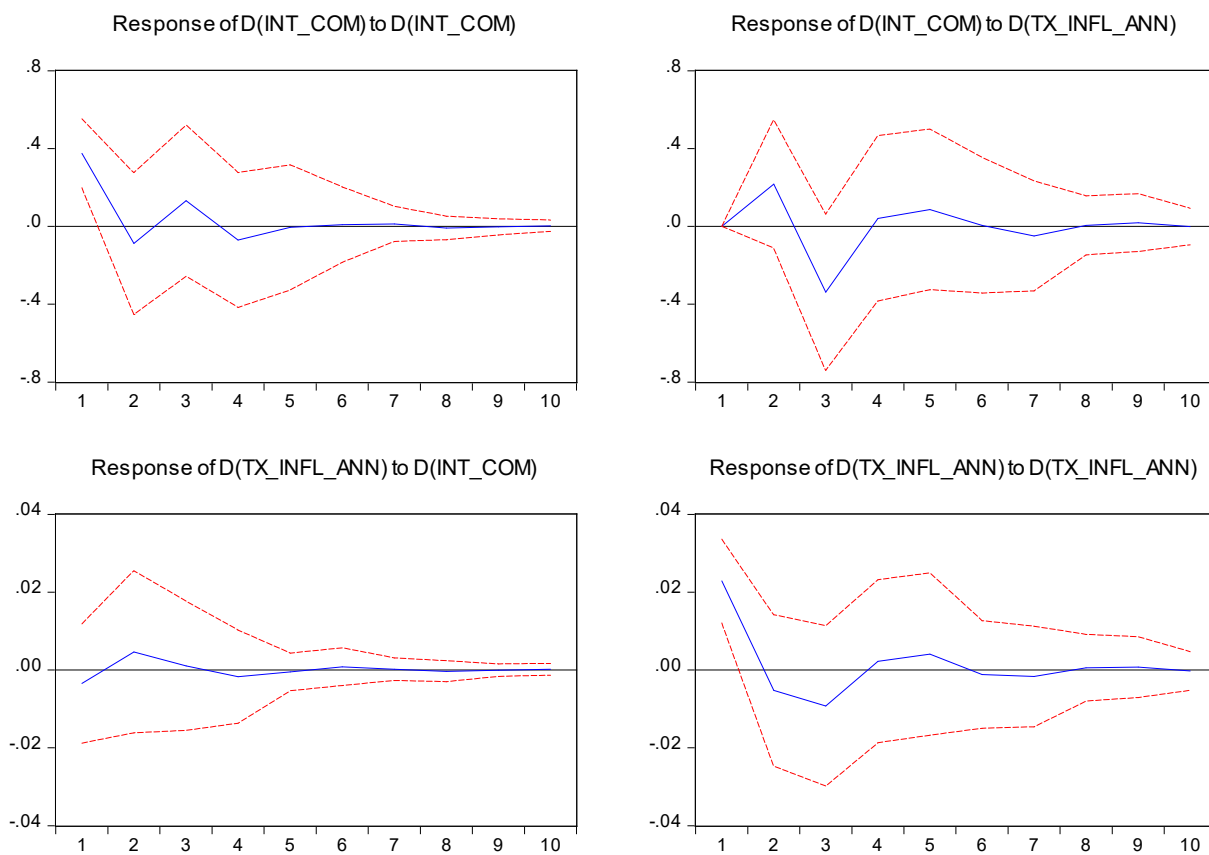 Response of D(INT_COM) to D(INT_COM)
.8
.4
.0
-.4
-.8
1 2 3 4 5 6 7 8 9 10
Response of D(INT_COM) to D(TX_INFL_ANN)
.8
.4
.0
-.4
-.8
1 2 3 4 5 6 7 8 9 10
Response of D(TX_INFL_ANN) to D(INT_COM)
.04
.02
.00
-.02
-.04
1 2 3 4 5 6 7 8 9 10
Response of D(TX_INFL_ANN) to D(TX_INFL_ANN)
.04
.02
.00
-.02
-.04
1 2 3 4 5 6 7 8 9 10